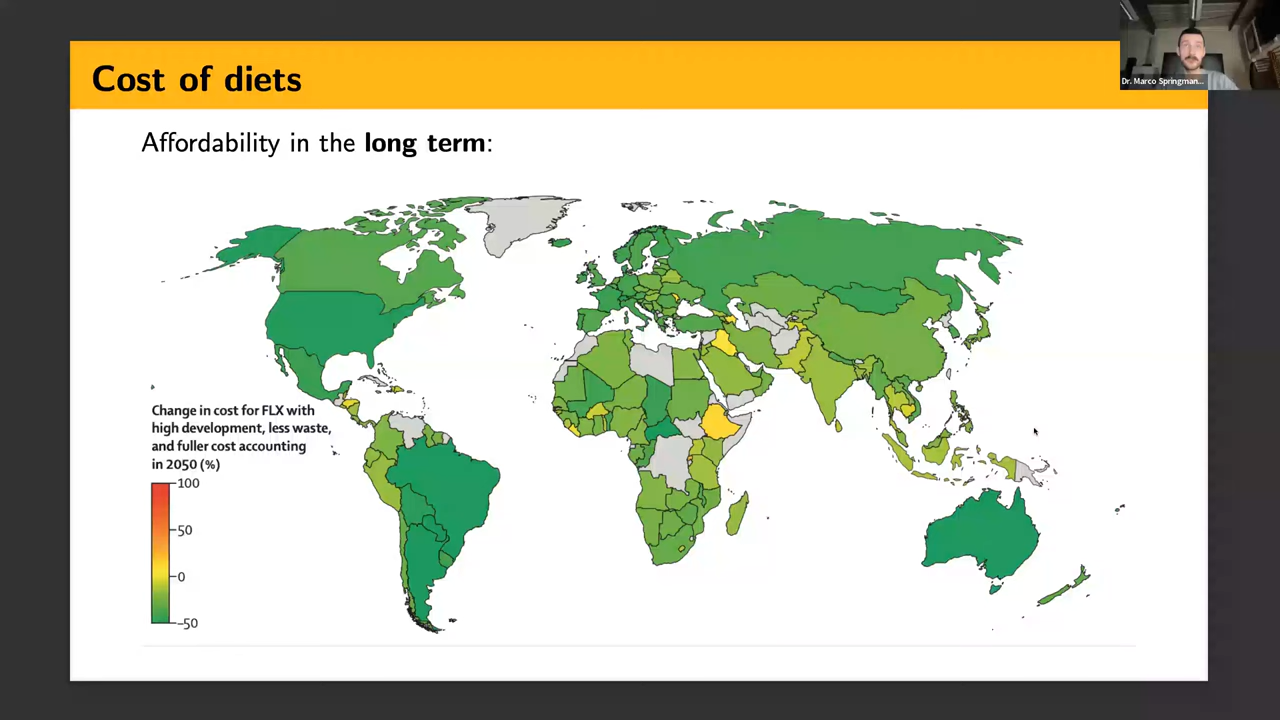 Cost of diets
Dr. Marco Springman...
Affordability in the long term:
Change in cost for FLX with
high development, less waste,
and fuller cost accounting
in 2050 (%)
100
50
0
−50